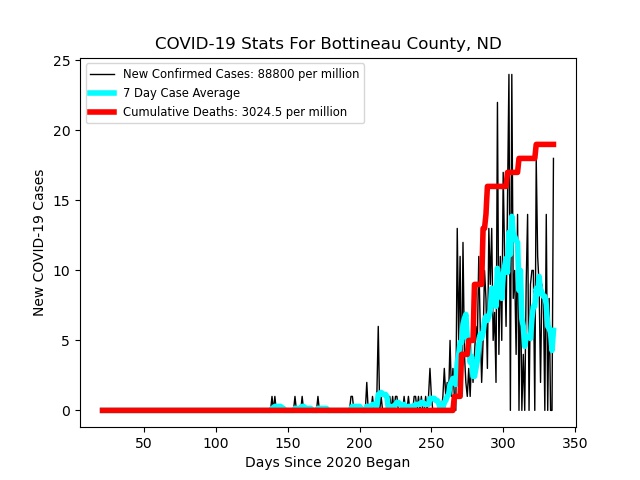 COVID-19 Stats For Bottineau County, ND
New Confirmed Cases: 88800 per million
7 Day Case Average
Cumulative Deaths: 3024.5 per million
New COVID-19 Cases
25
20
15
10
5
0
50 100 150 200 250 300 350
Days Since 2020 Began